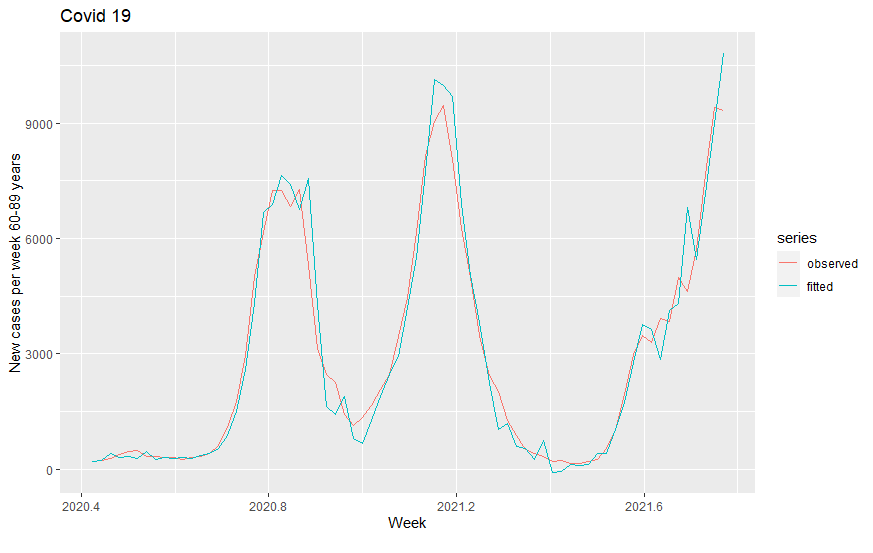 Covid 19
New cases per week 60-89 years
9000
6000
3000
0
2020.4
2020.8
2021.2
2021.6
Week
series
observed
fitted